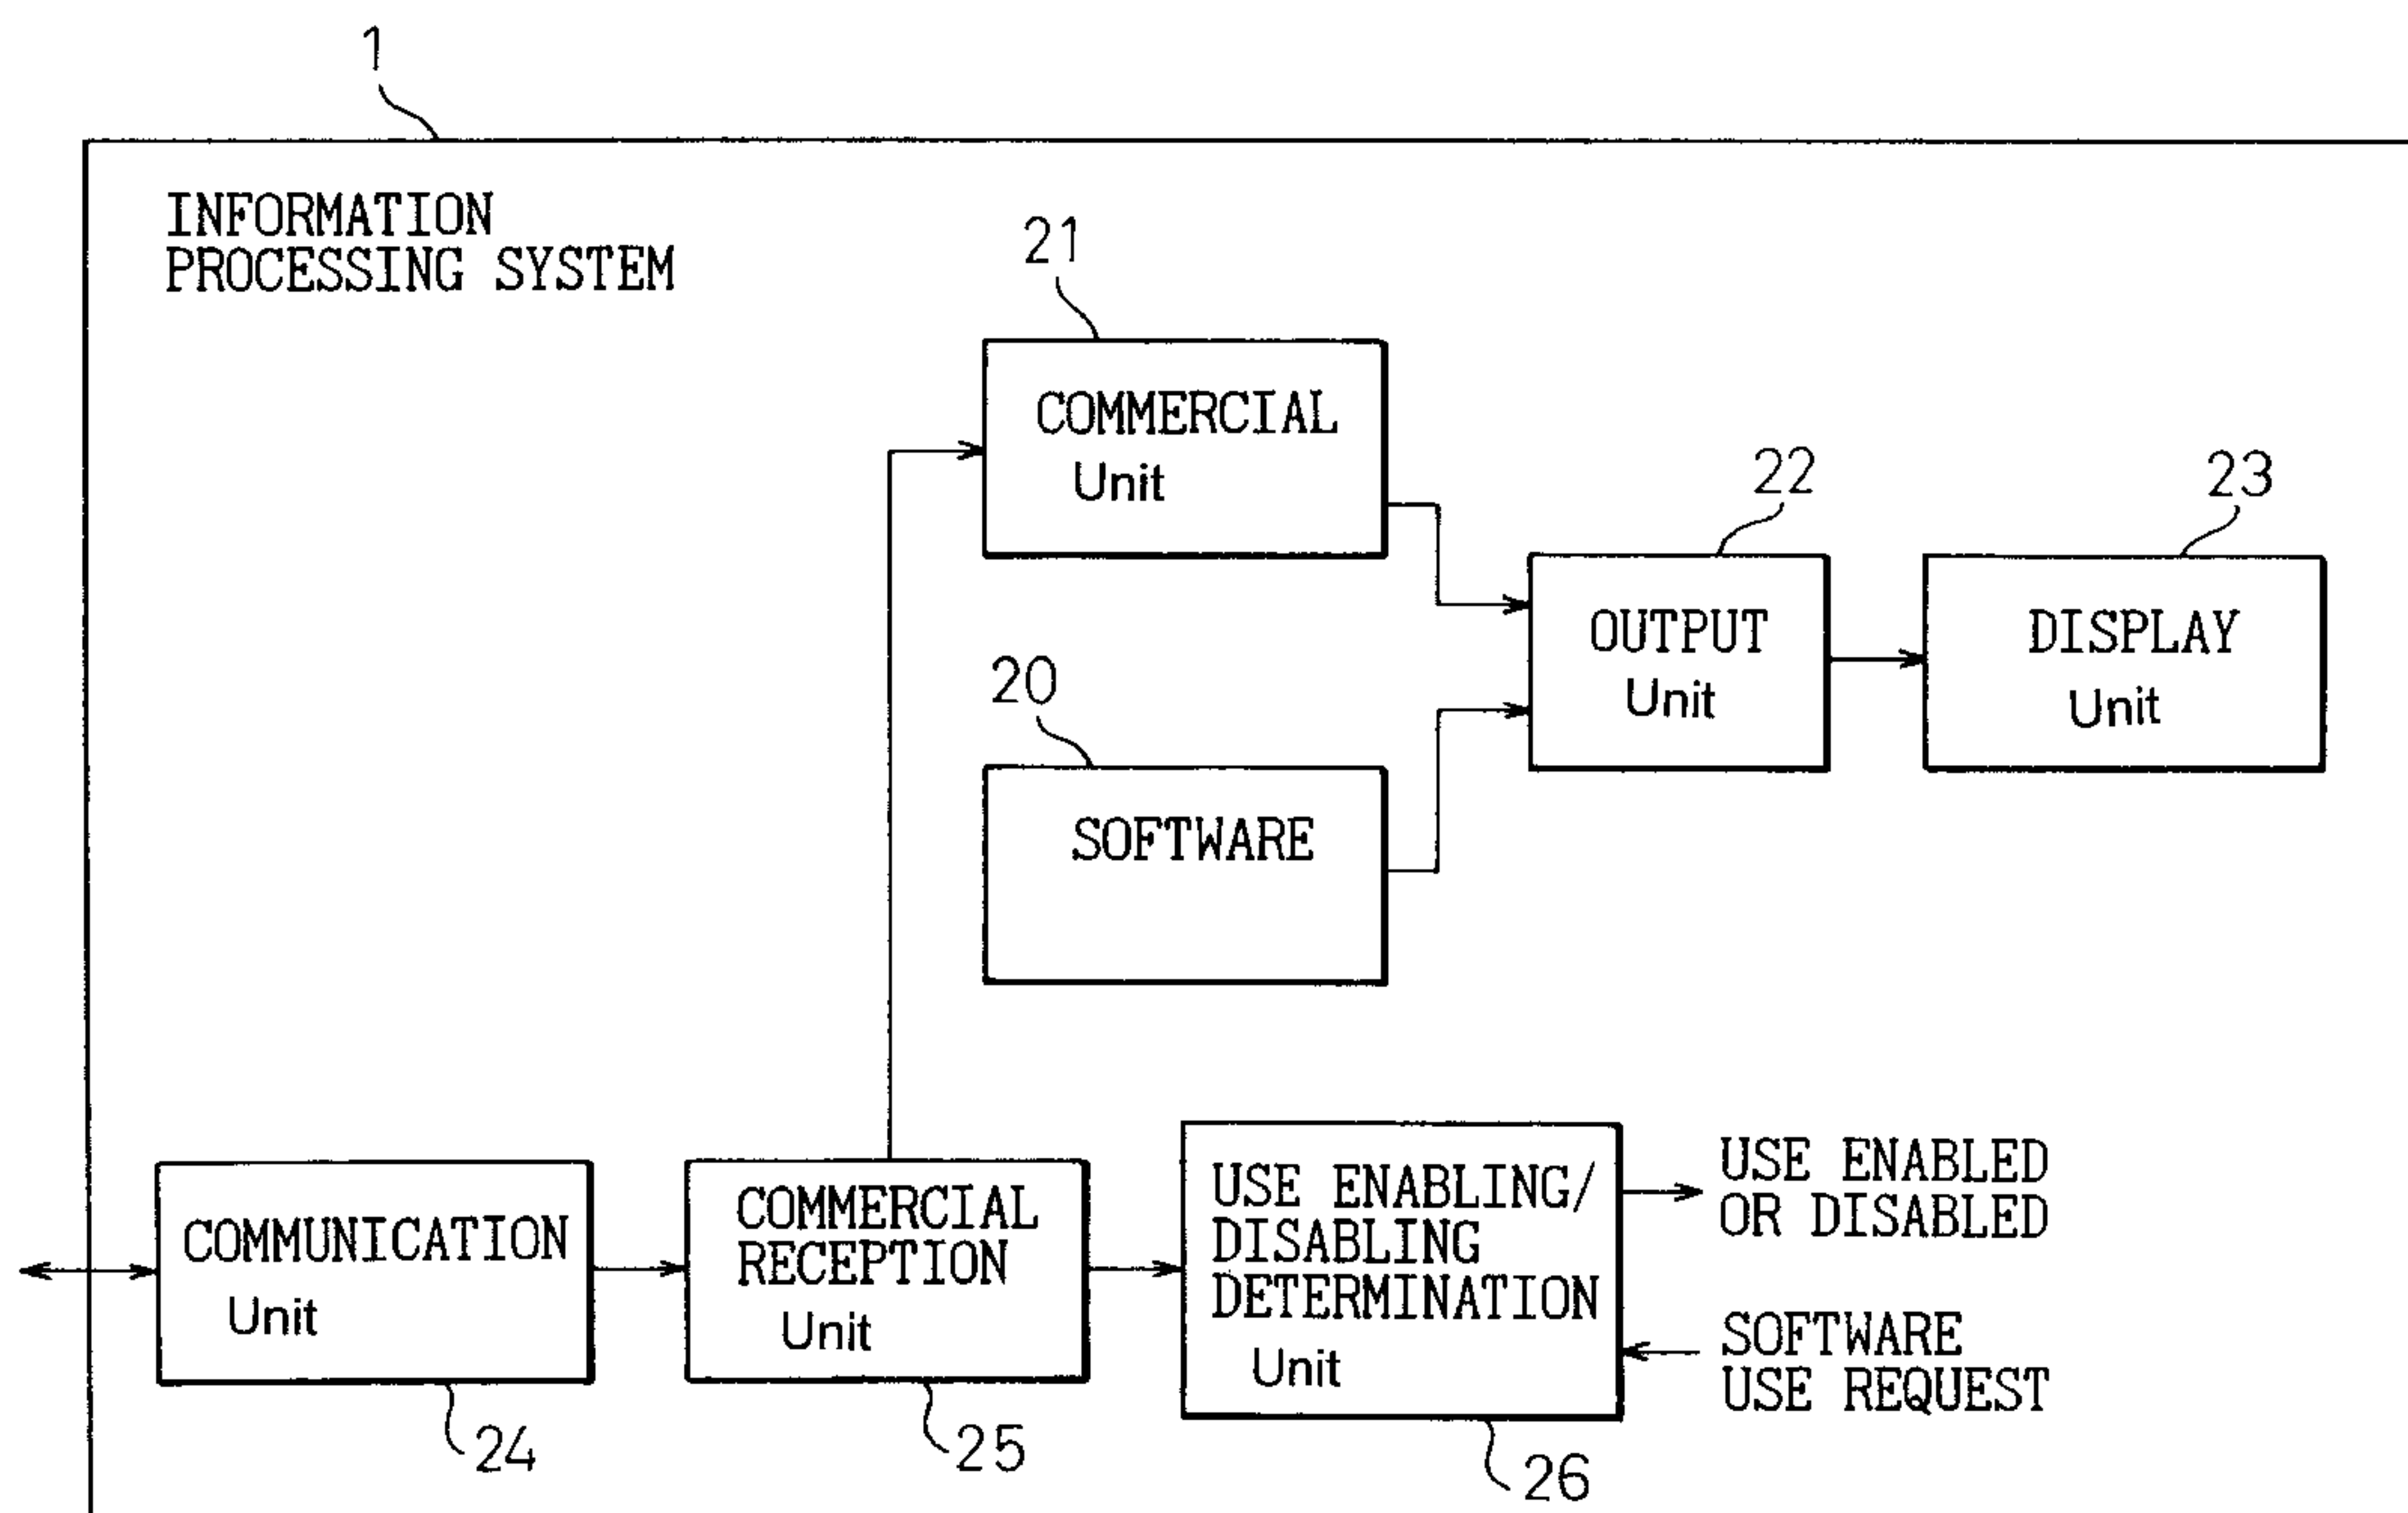 1
INFORMATION
PROCESSING SYSTEM
21
COMMERCIAL
Unit
22
23
OUTPUT
Unit
DISPLAY
Unit
20
SOFTWARE
COMMUNICATION
Unit
24
COMMERCIAL
RECEPTION
Unit
25
USE ENABLING/
DISABLING
DETERMINATION
Unit
26
USE ENABLED
OR DISABLED
SOFTWARE
USE REQUEST